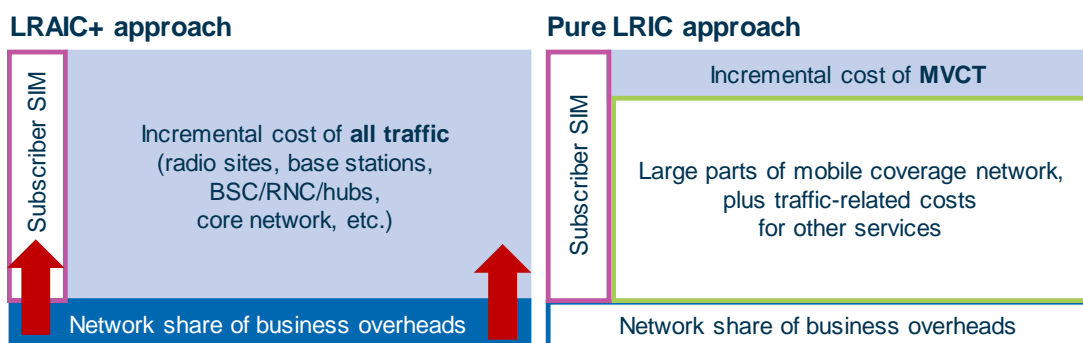 LRAIC+ approach
Subscriber SIM
Incremental cost of all traffic
(radio sites, base stations,
BSC/RNC/hubs,
core network, etc.)
Network share of business overheads
Pure LRIC approach
Subscriber SIM
Incremental cost of MVCT
Large parts of mobile coverage network,
plus traffic-related costs
for other services
Network share of business overheads